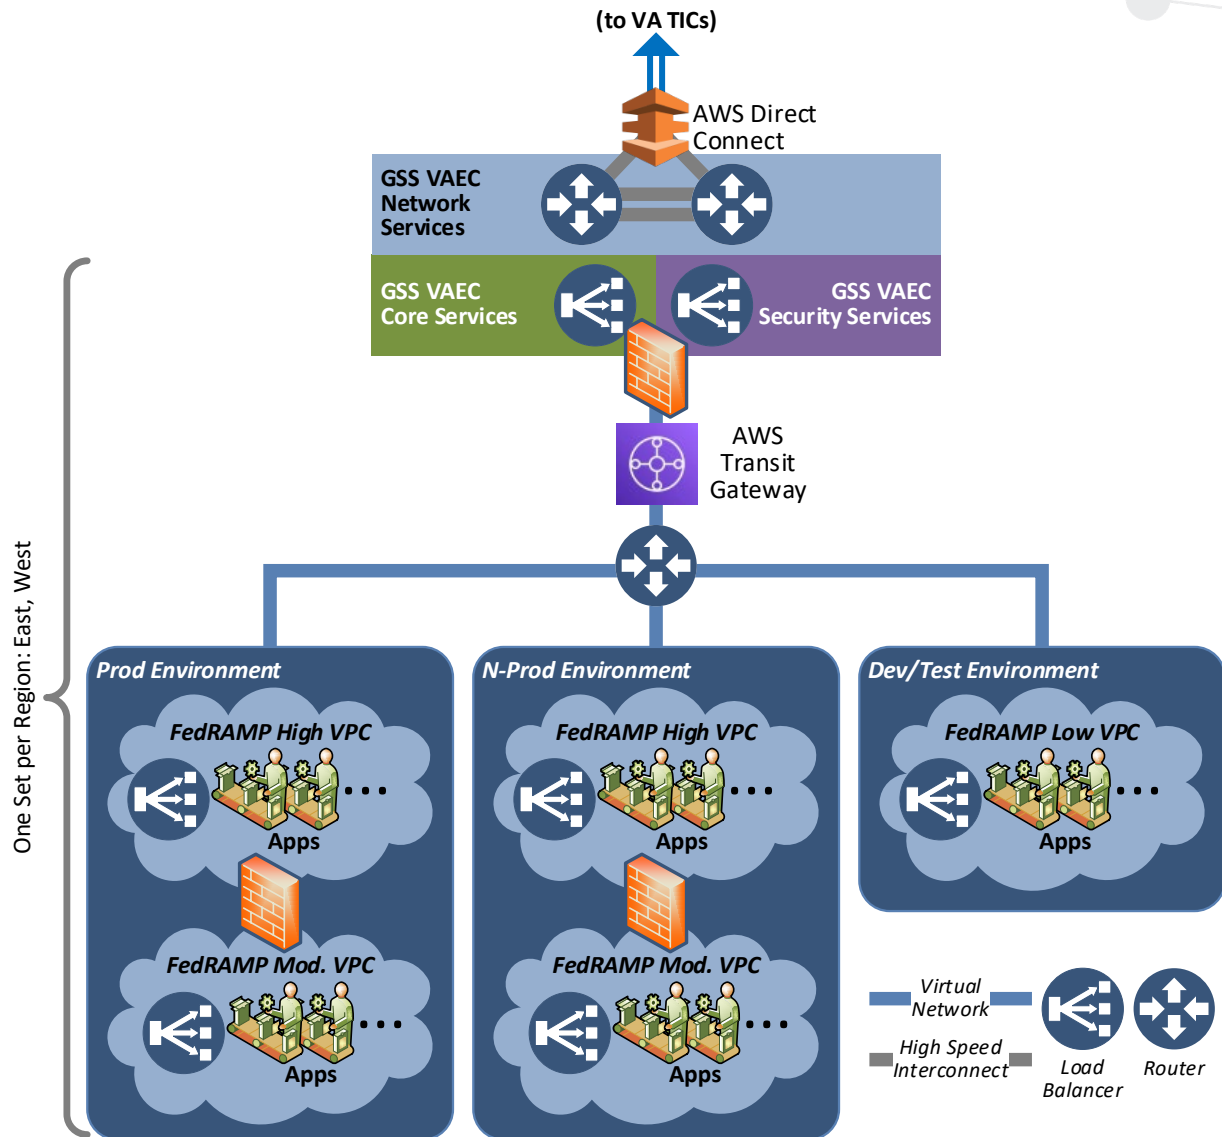 (to VA TICs)
AWS Direct
Connect
GSS VAEC
Network
Services
GSS VAEC
Core Services
GSS VAEC
Security Services
AWS
Transit
Gateway
One Set per Region: East, West
Prod Environment
FedRAMP High VPC
Apps
FedRAMP Mod. VPC
Apps
N-Prod Environment
FedRAMP High VPC
Apps
FedRAMP Mod. VPC
Apps
Dev/Test Environment
FedRAMP Low VPC
Apps
Virtual
Network
High Speed
Interconnect
Load
Balancer
Router